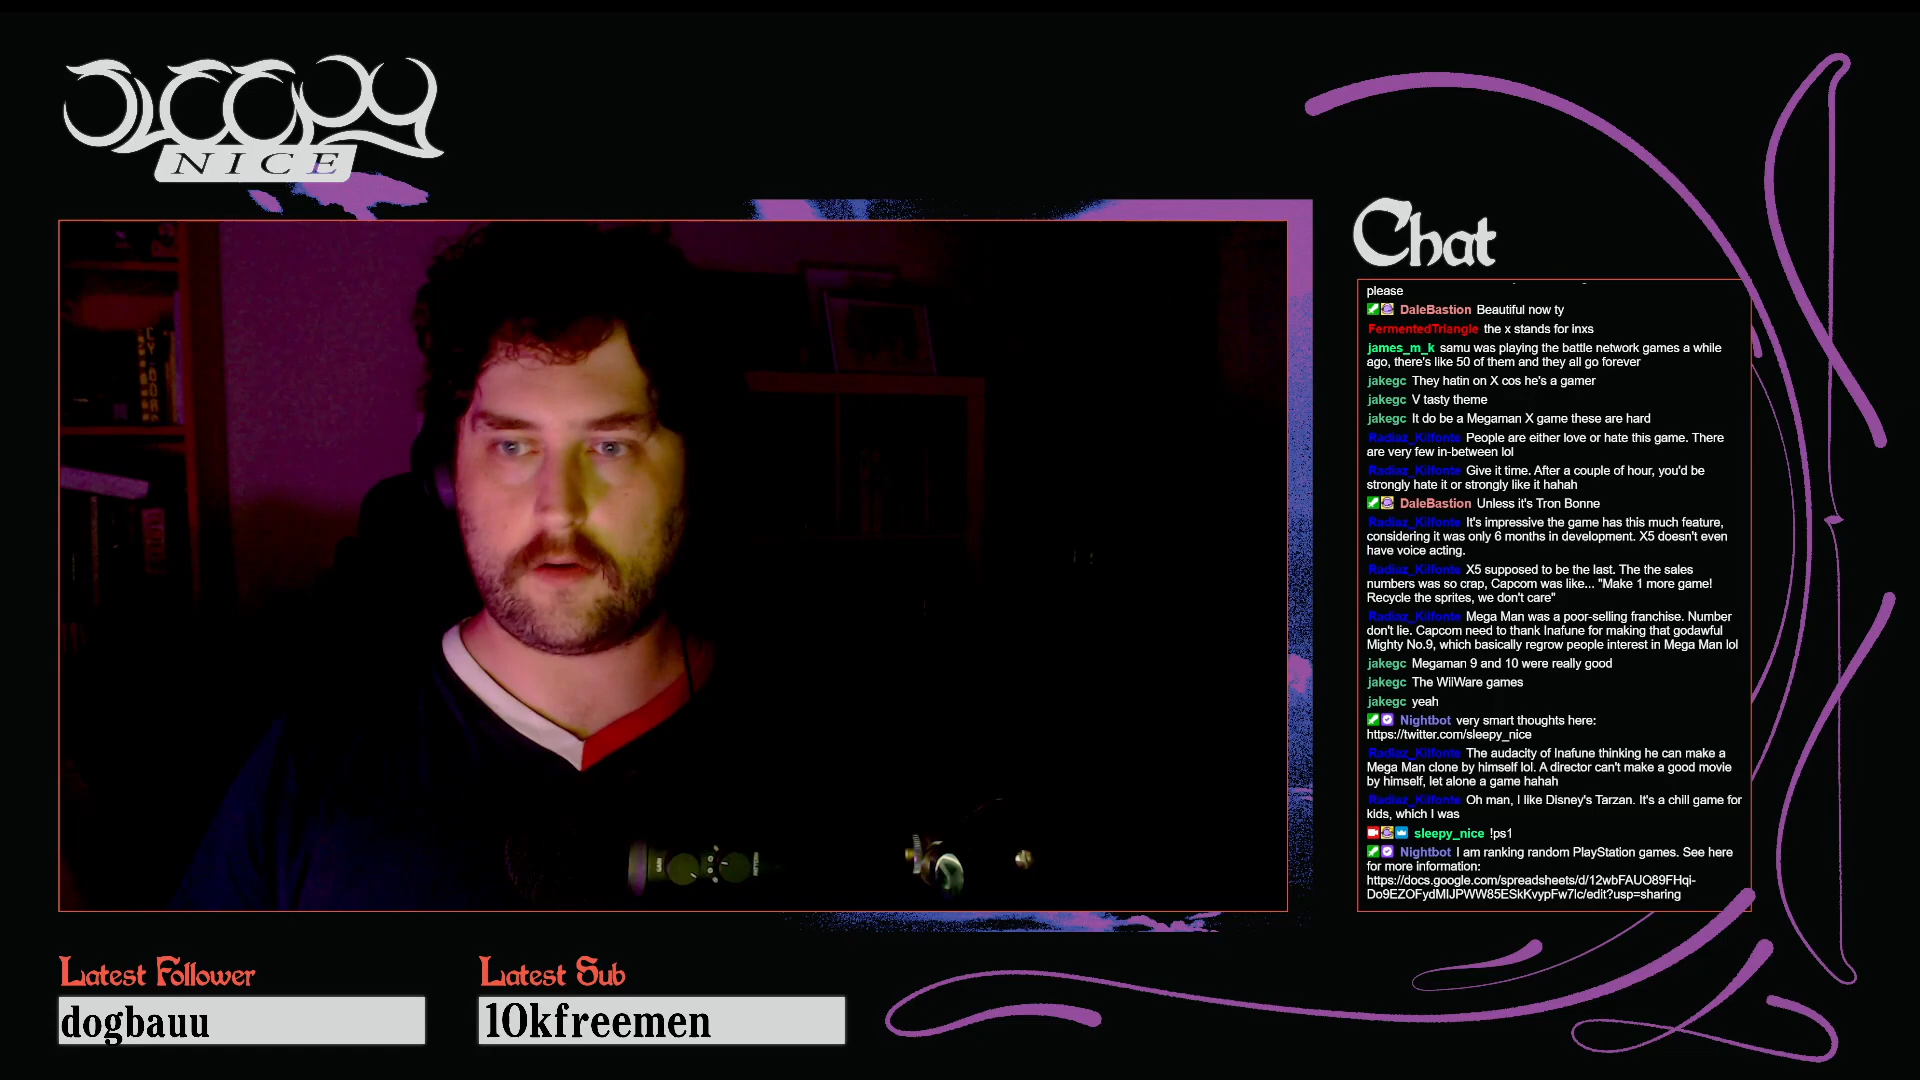 SLEEPY
NICE
Chat
please
DaleBastion Beautiful now ty
FermentedTriangle the x stands for inxs
james_m_k samu was playing the battle network games a while
ago, there's like 50 of them and they all go forever
jakegc They hatin on X cos he's a gamer
jakegc V tasty theme
jakegc It do be a Megaman X game these are hard
Radiaz_Kilfonte People are either love or hate this game. There
are very few in-between lol
Radiaz_Kilfonte Give it time. After a couple of hour, you'd be
strongly hate it or strongly like it hahah
DaleBastion Unless it's Tron Bonne
Radiaz_Kilfonte It's impressive the game has this much feature,
considering it was only 6 months in development. X5 doesn't even
have voice acting.
Radiaz_Kilfonte X5 supposed to be the last. The the sales
numbers was so crap, Capcom was like... "Make 1 more game!
Recycle the sprites, we don't care"
Radiaz_Kilfonte Mega Man was a poor-selling franchise. Number
don't lie. Capcom need to thank Inafune for making that godawful
Mighty No.9, which basically regrow people interest in Mega Man lol
jakegc Megaman 9 and 10 were really good
jakegc The WiiWare games
jakegc yeah
Nightbot very smart thoughts here:
https://twitter.com/sleepy_nice
Radiaz_Kilfonte The audacity of Inafune thinking he can make a
Mega Man clone by himself lol. A director can't make a good movie
by himself, let alone a game hahah
Radiaz_Kilfonte Oh man, I like Disney's Tarzan. It's a chill game for
kids, which I was
sleepy_nice !ps1
Nightbot I am ranking random PlayStation games. See here
for more information:
https://docs.google.com/spreadsheets/d/12wbFAUO89FHqi-
Do9EZOFydMIJPWW85ESkKvypFw7lc/edit?usp=sharing
Latest Follower
dogbauu
Latest Sub
10kfreemen